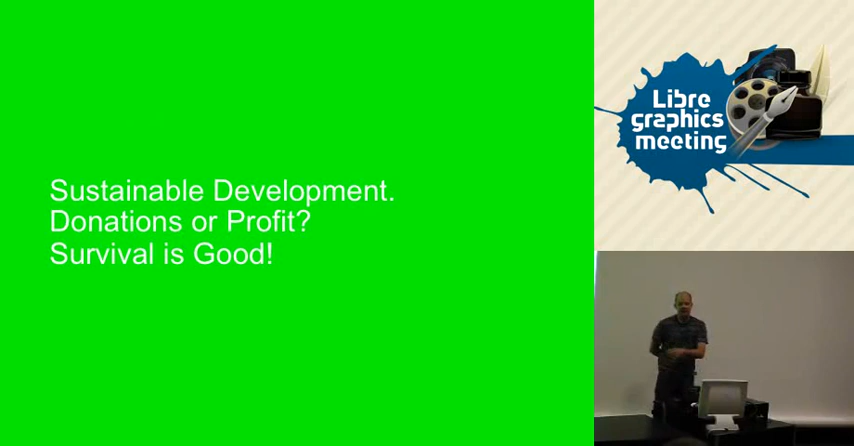 Sustainable Development.
Donations or Profit?
Survival is Good!
Libre
graphics
meeting